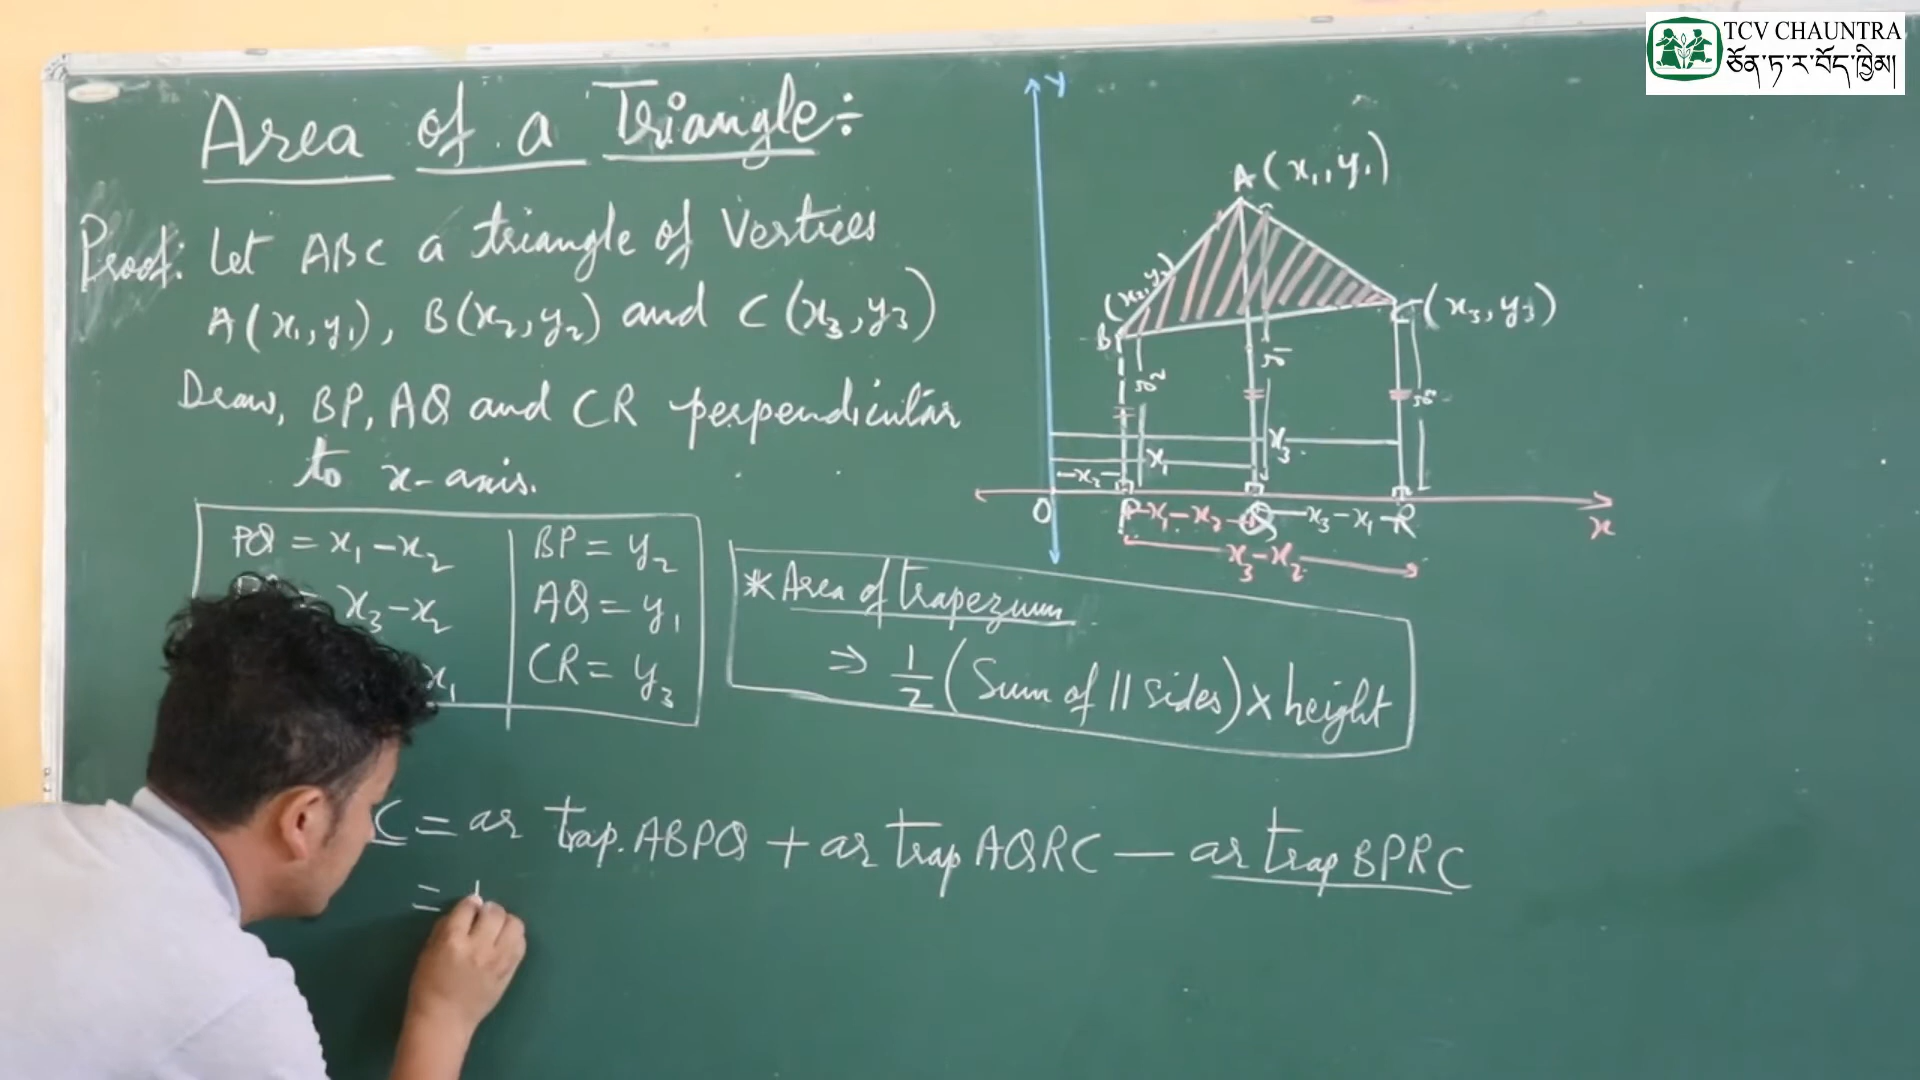 TCV CHAUNTRA
ཅོན་ཏ་ར་བོད་ཁྱིམ།
Area of a Triangle ÷
Proof: Let ABC a triangle of Vertices
A(x₁,y₁), B(x₂,y₂) and C(x₃,y₃)
Draw, BP, AQ and CR perpendicular
to x-axis.
PQ = x₁-x₂
= x₃-x₂
x₁
BP = y₂
AQ = y₁
CR = y₃
y
A(x₁,y₁)
(x₂,y₂)
B
C(x₃,y₃)
x₃
x₁
x₂
O
P x₁-x₂ Q x₃-x₁ R
x
x₃-x₂
* Area of trapezium
⇒ 1/2 (Sum of 11 sides) x height
C = ar trap. ABPQ + ar trap AQRC - ar trap BPRC
=